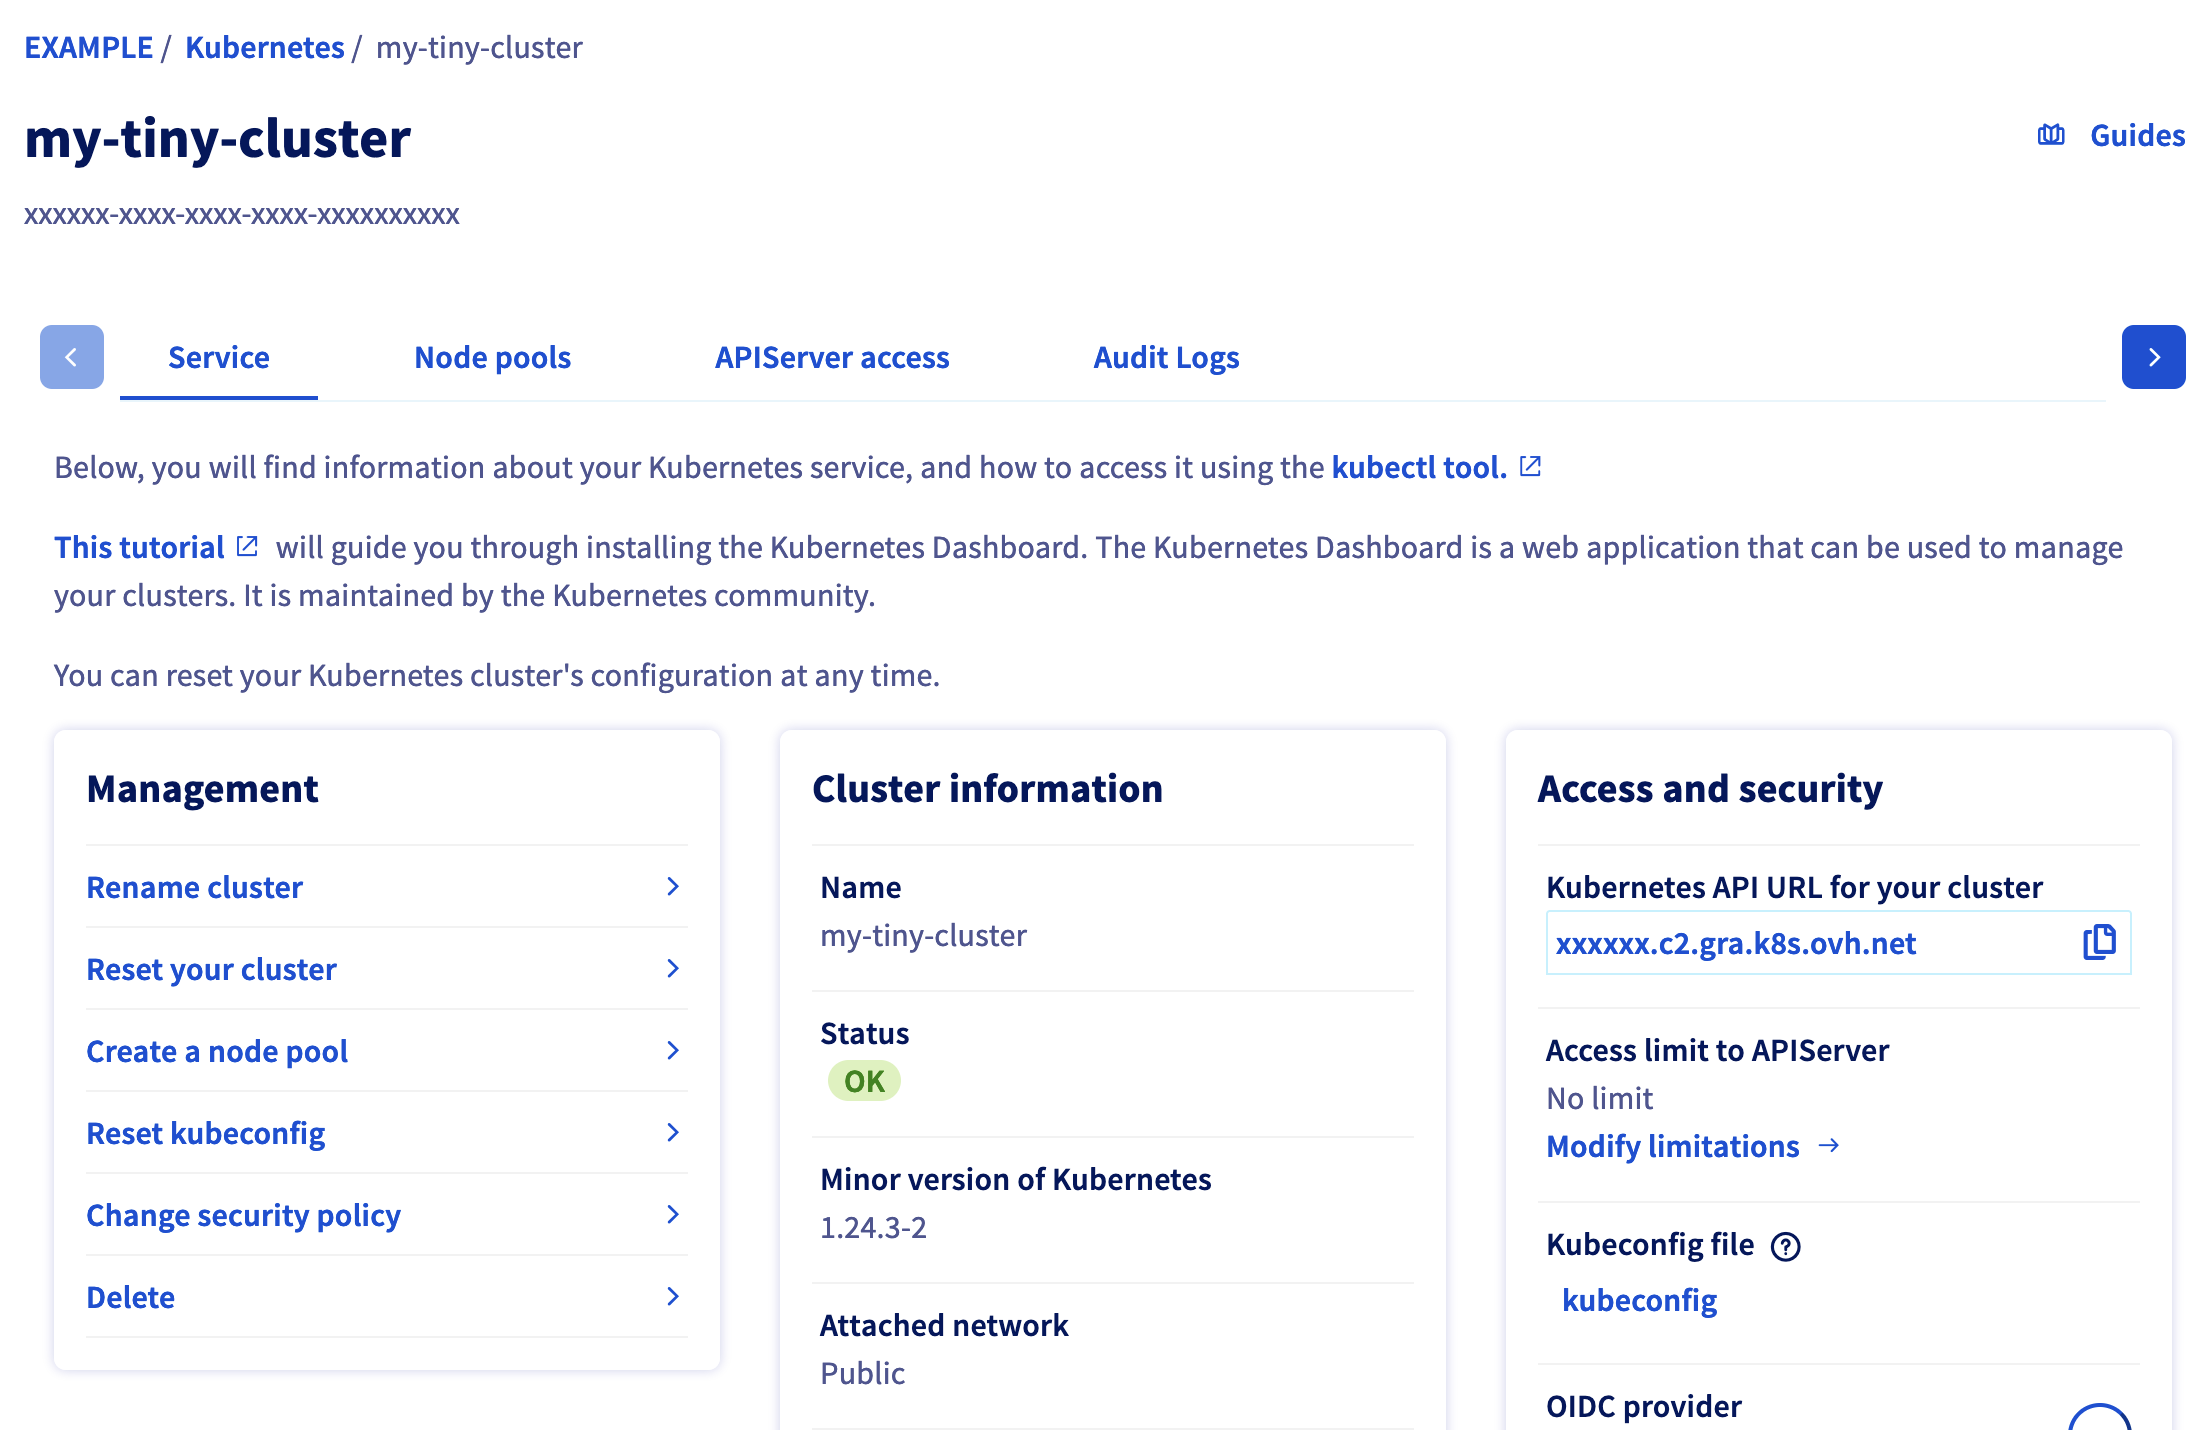 EXAMPLE / Kubernetes / my-tiny-cluster
my-tiny-cluster
Guides
xxxxxx-xxxx-xxxx-xxxx-xxxxxxxxxx
Service
Node pools
APIServer access
Audit Logs
Below, you will find information about your Kubernetes service, and how to access it using the kubectl tool.
This tutorial will guide you through installing the Kubernetes Dashboard. The Kubernetes Dashboard is a web application that can be used to manage
your clusters. It is maintained by the Kubernetes community.
You can reset your Kubernetes cluster's configuration at any time.
Management
Rename cluster
Reset your cluster
Create a node pool
Reset kubeconfig
Change security policy
Delete
Cluster information
Name
my-tiny-cluster
Status
OK
Minor version of Kubernetes
1.24.3-2
Attached network
Public
Access and security
Kubernetes API URL for your cluster
xxxxxx.c2.gra.k8s.ovh.net
Access limit to APIServer
No limit
Modify limitations
Kubeconfig file
kubeconfig
OIDC provider